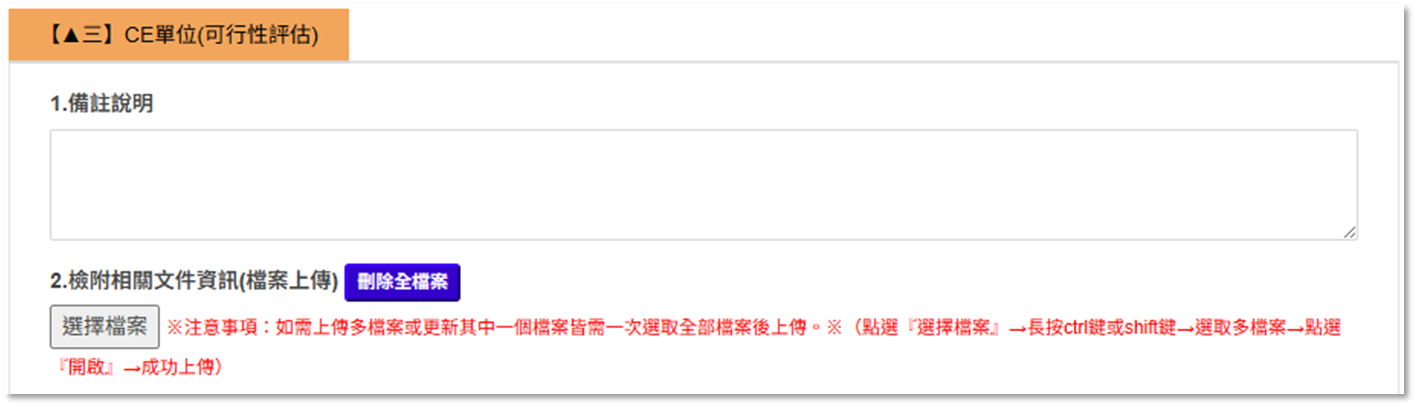 【▲三】CE單位(可行性評估)
1.備註說明
2.檢附相關文件資訊(檔案上傳) 刪除全檔案
選擇檔案 ※注意事項：如需上傳多檔案或更新其中一個檔案皆需一次選取全部檔案後上傳。※（點選『選擇檔案』→長按ctrl鍵或shift鍵→選取多檔案→點選
『開啟』→成功上傳）